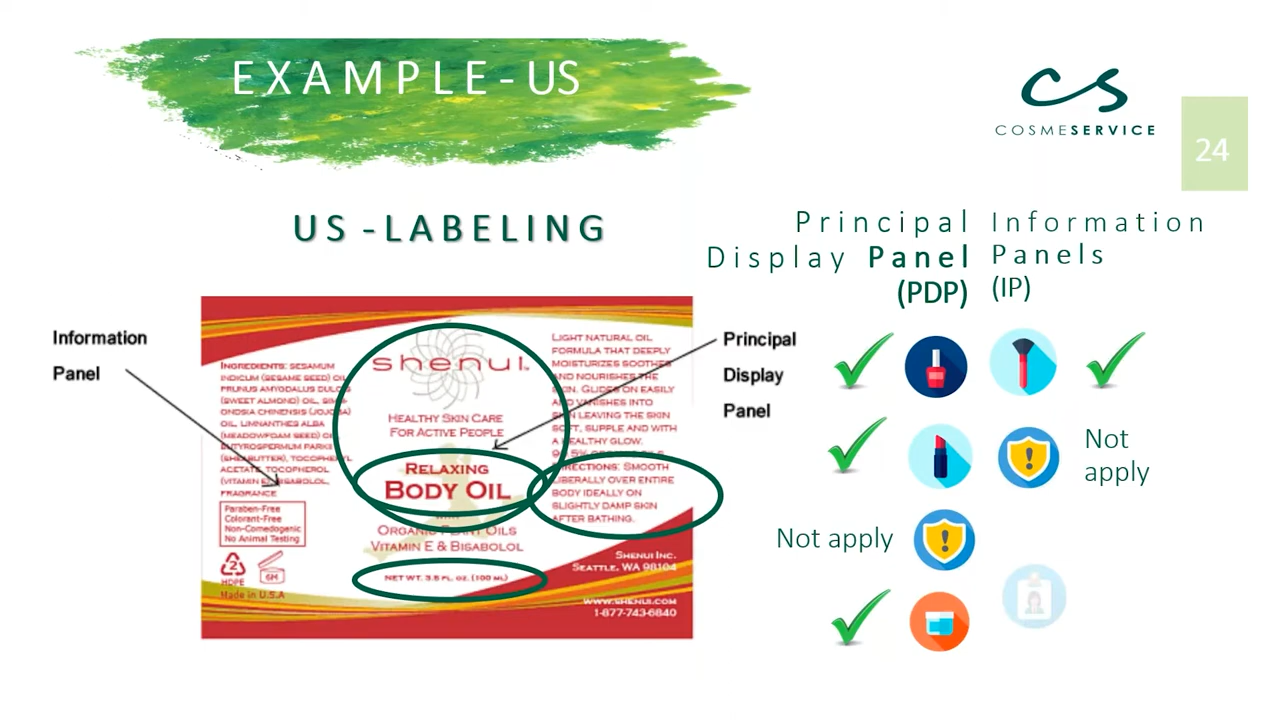 EXAMPLE-US
CS
COSMESERVICE
24
US-LABELING
Principal
Display Panel
(PDP)
Information
Panels
(IP)
Information
Panel
INGREDIENTS: SESAMUM
INDICUM (SESAME SEED) OIL
PRUNUS AMYGDALUS DULCIS
(SWEET ALMOND) OIL,
ONDSIA CHINENSIS (JOJOBA)
OIL, LIMNANTHES ALBA
(MEADOWFOAM SEED) OIL
BUTYROSPERMUM PARKII
(SHEABUTTER), TOCOPHERYL
ACETATE, TOCOPHEROL
(VITAMIN E), BISABOLOL,
FRAGRANCE
Paraben-Free
Colorant-Free
Non-Comedogenic
No Animal Testing
2
HDPE
6M
Made in U.S.A
shenui™
HEALTHY SKIN CARE
FOR ACTIVE PEOPLE
RELAXING
BODY OIL
WITH
ORGANIC PLANT OILS
VITAMIN E & BISABOLOL
NET WT. 3.5 FL. OZ. (100 ML)
LIGHT NATURAL OIL
FORMULA THAT DEEPLY
MOISTURIZES SOOTHES
AND NOURISHES THE
SKIN. GLIDES ON EASILY
AND VANISHES INTO
SKIN LEAVING THE SKIN
SOFT, SUPPLE AND WITH
A HEALTHY GLOW.
DIRECTIONS: SMOOTH
LIBERALLY OVER ENTIRE
BODY IDEALLY ON
SLIGHTLY DAMP SKIN
AFTER BATHING.
SHENUI INC.
SEATTLE, WA 98104
WWW.SHENUI.COM
1-877-743-6840
Principal
Display
Panel
Not
apply
Not apply